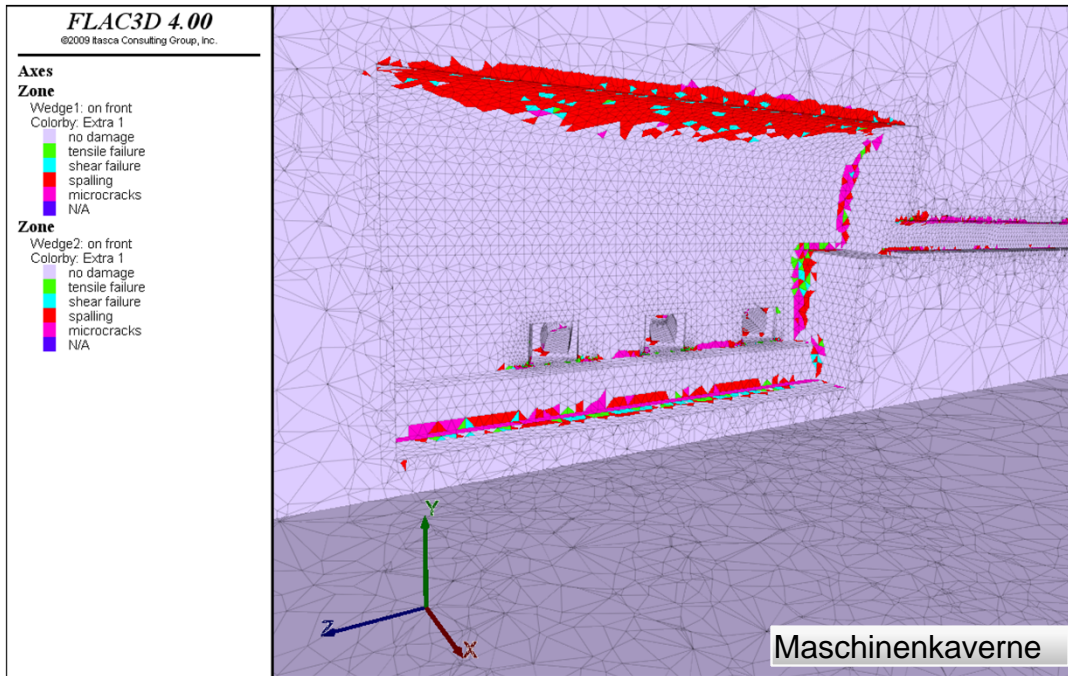 FLAC3D 4.00
©2009 Itasca Consulting Group, Inc.
Axes
Zone
Wedge1: on front
Colorby: Extra 1
no damage
tensile failure
shear failure
spalling
microcracks
N/A
Zone
Wedge2: on front
Colorby: Extra 1
no damage
tensile failure
shear failure
spalling
microcracks
N/A
Y
Z
X
Maschinenkaverne